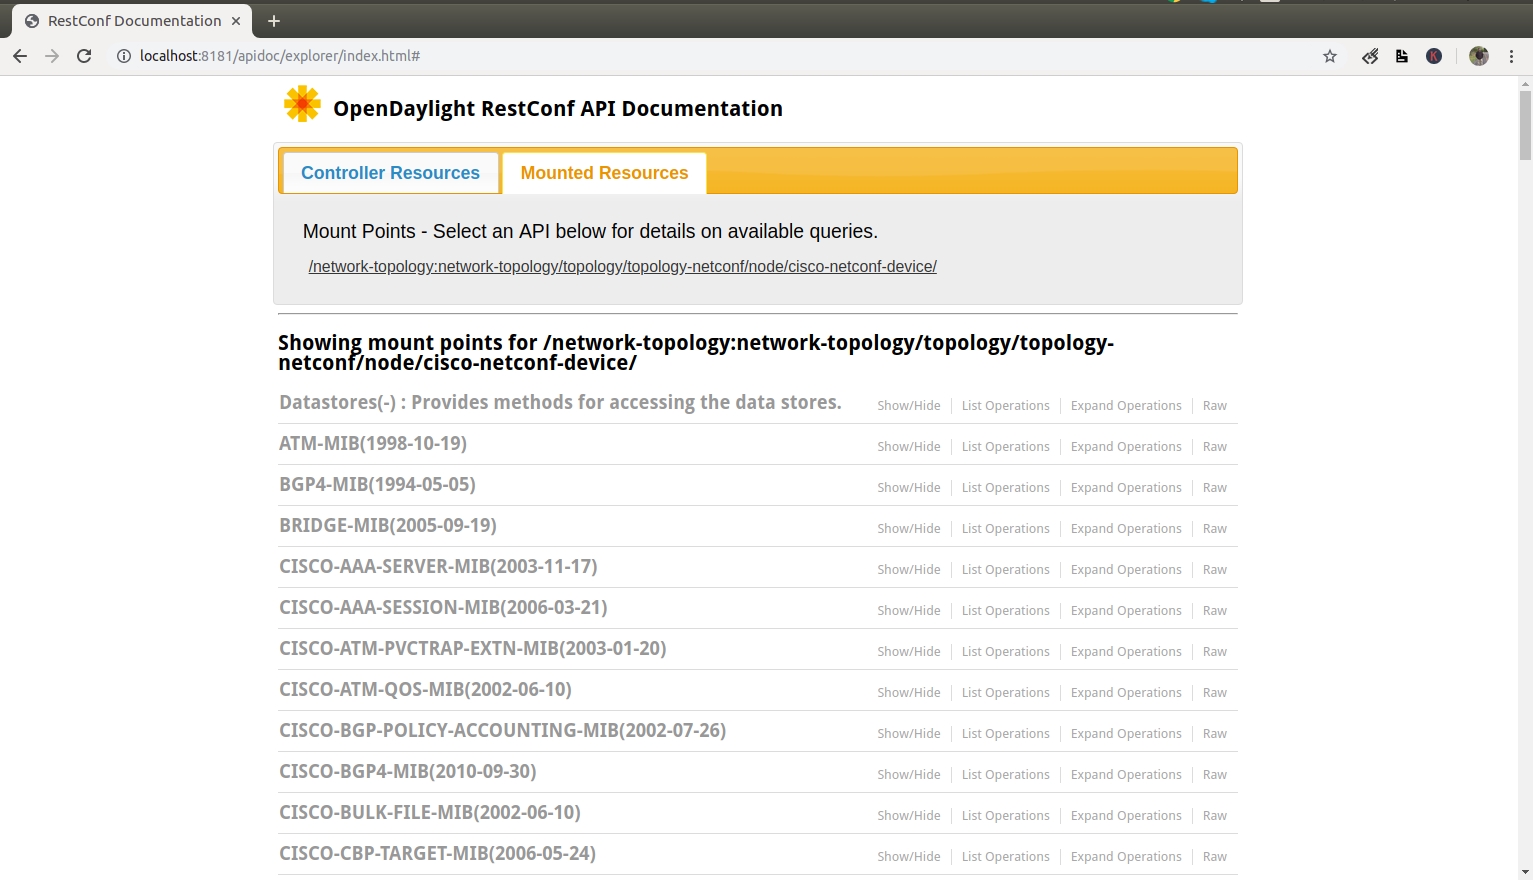 RestConf Documentation
localhost:8181/apidoc/explorer/index.html#
K
OpenDaylight RestConf API Documentation
Controller Resources Mounted Resources
Mount Points - Select an API below for details on available queries.
/network-topology:network-topology/topology/topology-netconf/node/cisco-netconf-device/
Showing mount points for /network-topology:network-topology/topology/topology-
netconf/node/cisco-netconf-device/
Datastores(-) : Provides methods for accessing the data stores. Show/Hide List Operations Expand Operations Raw
ATM-MIB(1998-10-19) Show/Hide List Operations Expand Operations Raw
BGP4-MIB(1994-05-05) Show/Hide List Operations Expand Operations Raw
BRIDGE-MIB(2005-09-19) Show/Hide List Operations Expand Operations Raw
CISCO-AAA-SERVER-MIB(2003-11-17) Show/Hide List Operations Expand Operations Raw
CISCO-AAA-SESSION-MIB(2006-03-21) Show/Hide List Operations Expand Operations Raw
CISCO-ATM-PVCTRAP-EXTN-MIB(2003-01-20) Show/Hide List Operations Expand Operations Raw
CISCO-ATM-QOS-MIB(2002-06-10) Show/Hide List Operations Expand Operations Raw
CISCO-BGP-POLICY-ACCOUNTING-MIB(2002-07-26) Show/Hide List Operations Expand Operations Raw
CISCO-BGP4-MIB(2010-09-30) Show/Hide List Operations Expand Operations Raw
CISCO-BULK-FILE-MIB(2002-06-10) Show/Hide List Operations Expand Operations Raw
CISCO-CBP-TARGET-MIB(2006-05-24) Show/Hide List Operations Expand Operations Raw